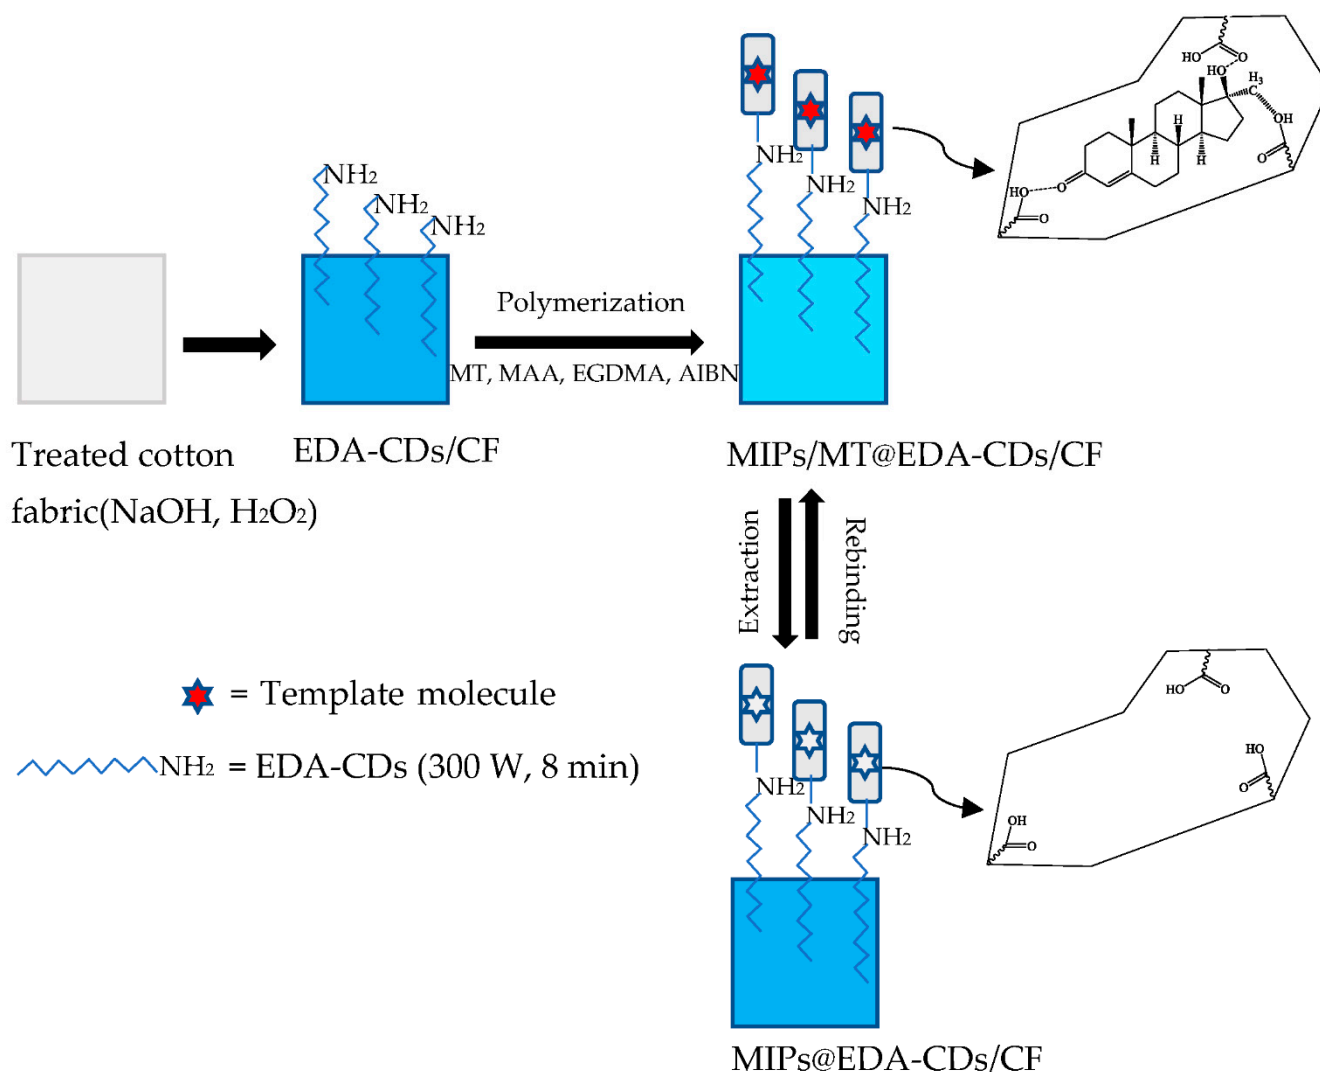 NH₂
NH₂
NH₂
Treated cotton
fabric(NaOH, H₂O₂)
EDA-CDs/CF
Polymerization
MT, MAA, EGDMA, AIBN
NH₂
NH₂
NH₂
MIPs/MT@EDA-CDs/CF
HO
O
HO
CH₃
OH
O
H
H
H
HO
O
O
Extraction
Rebinding
= Template molecule
NH₂ = EDA-CDs (300 W, 8 min)
NH₂
NH₂
NH₂
MIPs@EDA-CDs/CF
HO
O
HO
O
OH
O